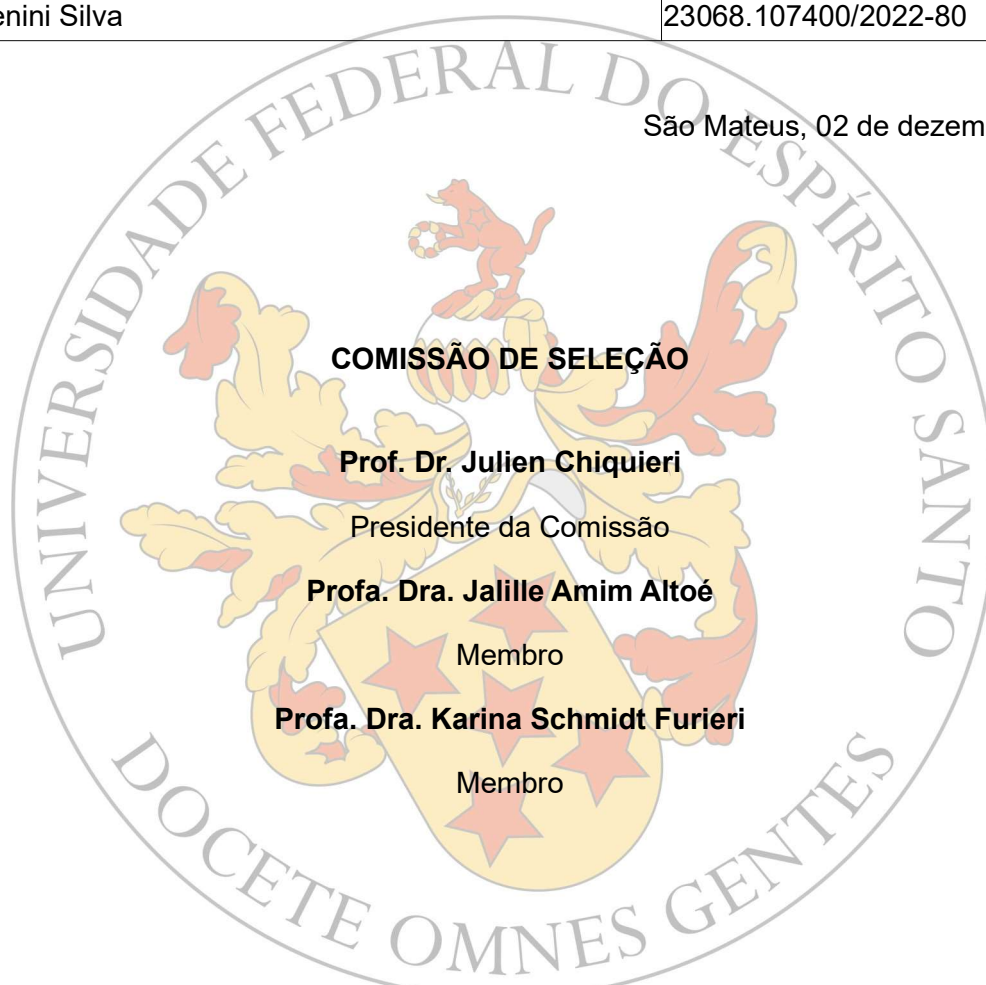 Silva
23068.107400/2022-80
São Mateus, 02 de
COMISSÃO DE SELEÇÃO
Prof. Dr. Julien Chiquieri
Presidente da Comissão
Profa. Dra. Jalille Amim Altoé
Membro
Profa. Dra. Karina Schmidt Furieri
Membro
UNIVERSIDADE FEDERAL DO ESPÍRITO SANTO
DOCETE OMNES GENTES